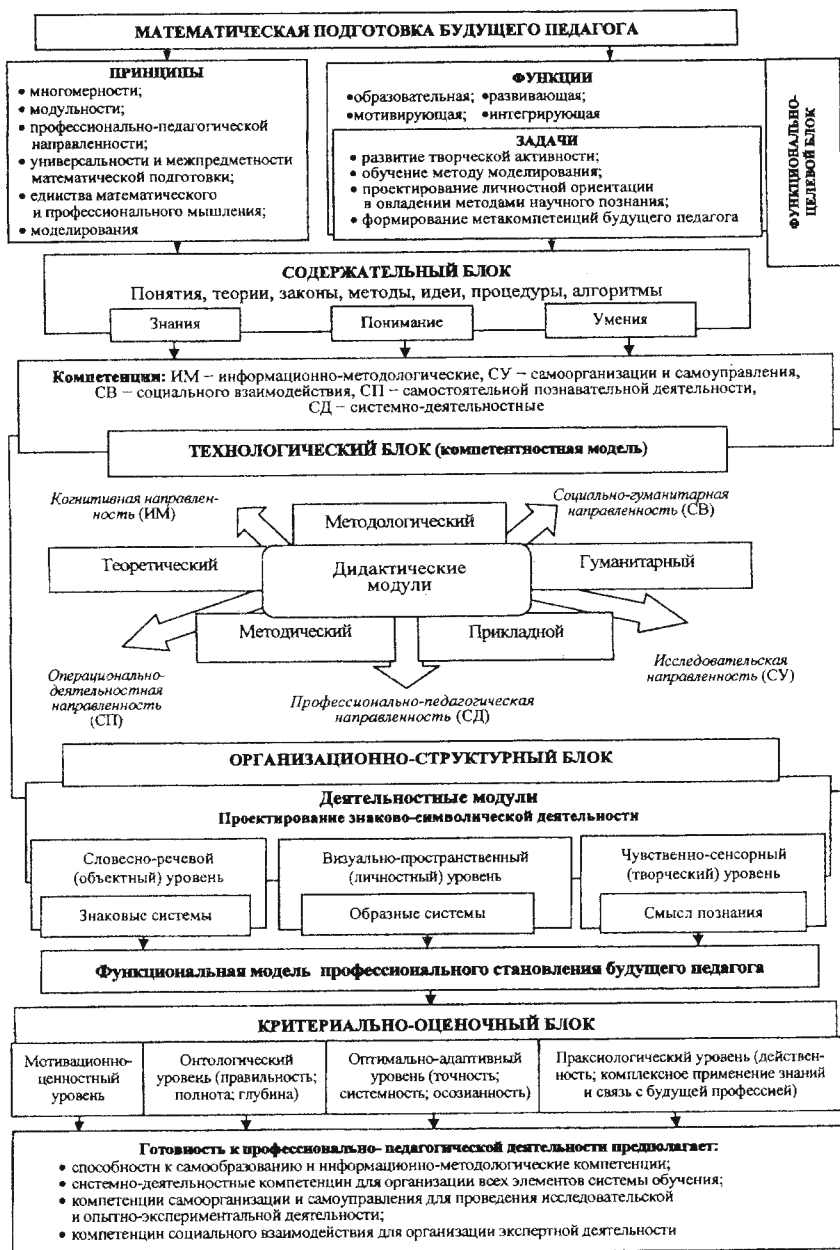 МАТЕМАТИЧЕСКАЯ ПОДГОТОВКА БУДУЩЕГО ПЕДАГОГА
ПРИНЦИПЫ
• многомерности;
• модульности;
• профессионально-педагогической
направленности;
• универсальности и межпредметности
математической подготовки;
• единства математического
и профессионального мышления;
• моделирования
ФУНКЦИИ
•образовательная; •развивающая;
•мотивирующая; •интегрирующая
ЗАДАЧИ
• развитие творческой активности;
• обучение методу моделирования;
• проектирование личностной ориентации
в овладении методами научного познания;
• формирование метакомпетенций будущего педагога
ФУНКЦИОНАЛЬНО-
ЦЕЛЕВОЙ БЛОК
СОДЕРЖАТЕЛЬНЫЙ БЛОК
Понятия, теории, законы, методы, идеи, процедуры, алгоритмы
Знания
Понимание
Умения
Компетенции: ИМ – информационно-методологические, СУ – самоорганизации и самоуправления,
СВ – социального взаимодействия, СП – самостоятельной познавательной деятельности,
СД – системно-деятельностные
ТЕХНОЛОГИЧЕСКИЙ БЛОК (компетентностная модель)
Когнитивная направлен-
ность (ИМ)
Социально-гуманитарная
направленность (СВ)
Методологический
Теоретический
Дидактические
модули
Гуманитарный
Методический
Прикладной
Операционально-
деятельностная
направленность
(СП)
Профессионально-педагогическая
направленность (СД)
Исследовательская
направленность (СУ)
ОРГАНИЗАЦИОННО-СТРУКТУРНЫЙ БЛОК
Деятельностные модули
Проектирование знаково-символической деятельности
Словесно-речевой
(объектный) уровень
Знаковые системы
Визуально-пространственный
(личностный) уровень
Образные системы
Чувственно-сенсорный
(творческий) уровень
Смысл познания
Функциональная модель профессионального становления будущего педагога
КРИТЕРИАЛЬНО-ОЦЕНОЧНЫЙ БЛОК
Мотивационно-
ценностный
уровень
Онтологический
уровень (правильность;
полнота; глубина)
Оптимально-адаптивный
уровень (точность;
системность; осознанность)
Праксиологический уровень (действен-
ность; комплексное применение знаний
и связь с будущей профессией)
Готовность к профессионально- педагогической деятельности предполагает:
• способности к самообразованию и информационно-методологические компетенции;
• системно-деятельностные компетенции для организации всех элементов системы обучения;
• компетенции самоорганизации и самоуправления для проведения исследовательской
и опытно-экспериментальной деятельности;
• компетенции социального взаимодействия для организации экспертной деятельности